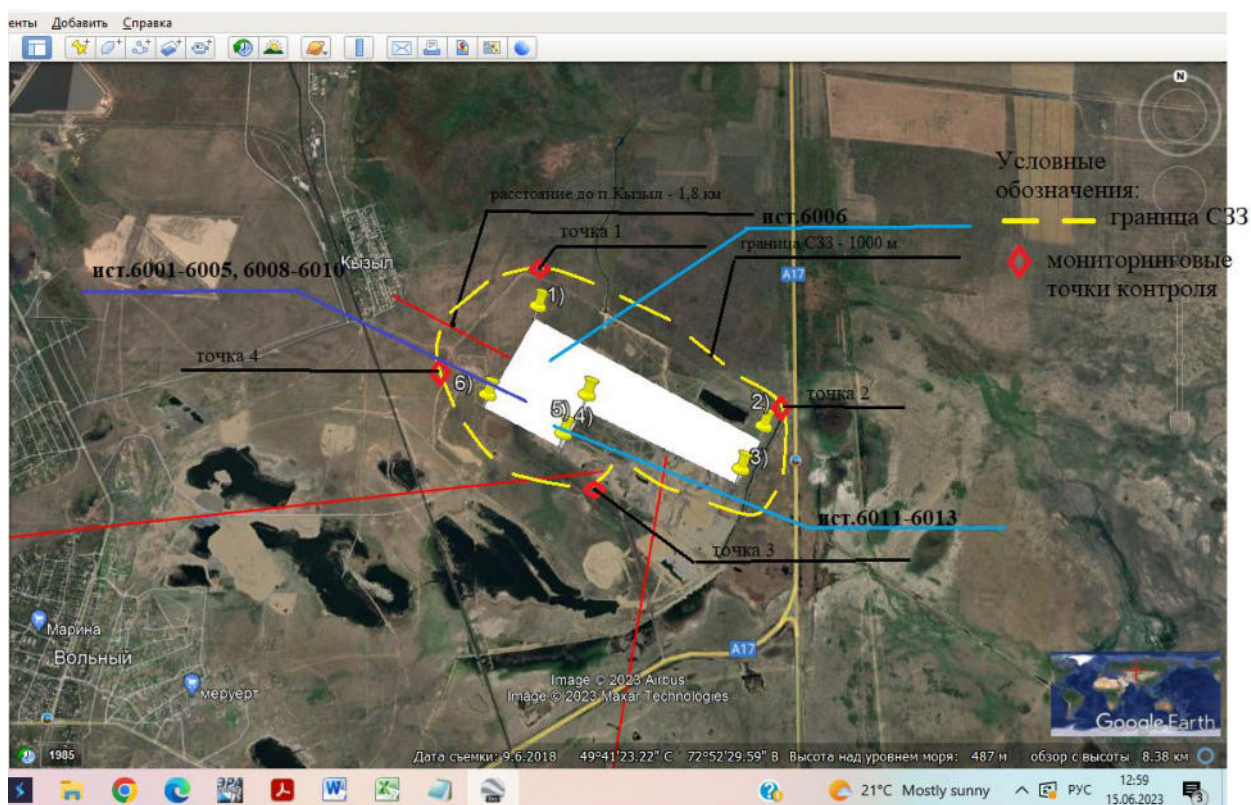 енты Добавить Справка
N
Условные
обозначения:
граница СЗЗ
мониторинговые
точки контроля
расстояние до п.Кызыл - 1,8 км
ист.6006
точка 1
граница СЗЗ - 1000 м
Кызыл
ист.6001-6005, 6008-6010
A17
1)
точка 4
6)
точка 2
2)
5)
4)
3)
ист.6011-6013
точка 3
Марина
Вольный
меруерт
A17
Image © 2023 Airbus
Image © 2023 Maxar Technologies
Google Earth
1985
Дата съемки: 9.6.2018 49°41'23.22" С 72°52'29.59" В Высота над уровнем моря: 487 м обзор с высоты 8.38 км
ЭРА
21°C Mostly sunny
РУС
12:59
15.06.2023
3